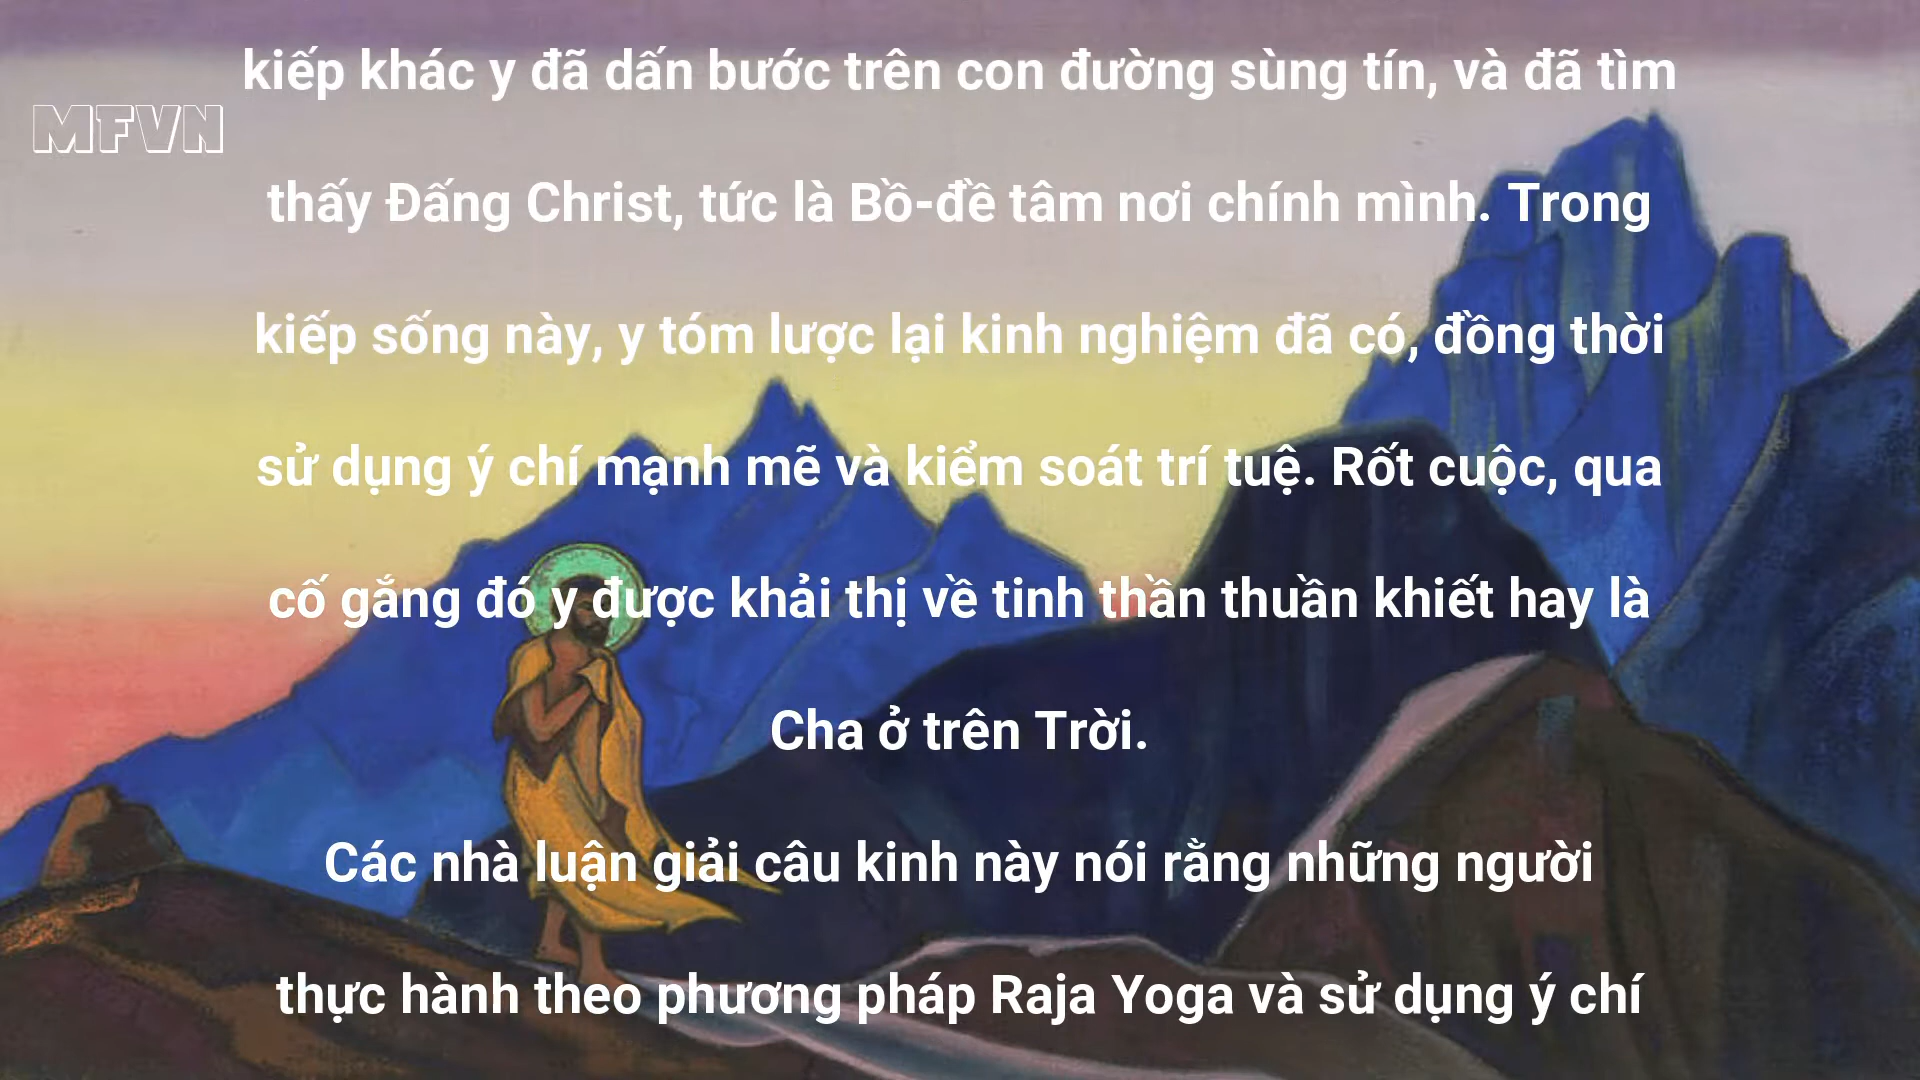 kiếp khác y đã dấn bước trên con đường sùng tín, và đã tìm
MFVN
thấy Đấng Christ, tức là Bồ-đề tâm nơi chính mình. Trong
kiếp sống này, y tóm lược lại kinh nghiệm đã có, đồng thời
sử dụng ý chí mạnh mẽ và kiểm soát trí tuệ. Rốt cuộc, qua
cố gắng đó y được khải thị về tinh thần thuần khiết hay là
Cha ở trên Trời.
Các nhà luận giải câu kinh này nói rằng những người
thực hành theo phương pháp Raja Yoga và sử dụng ý chí